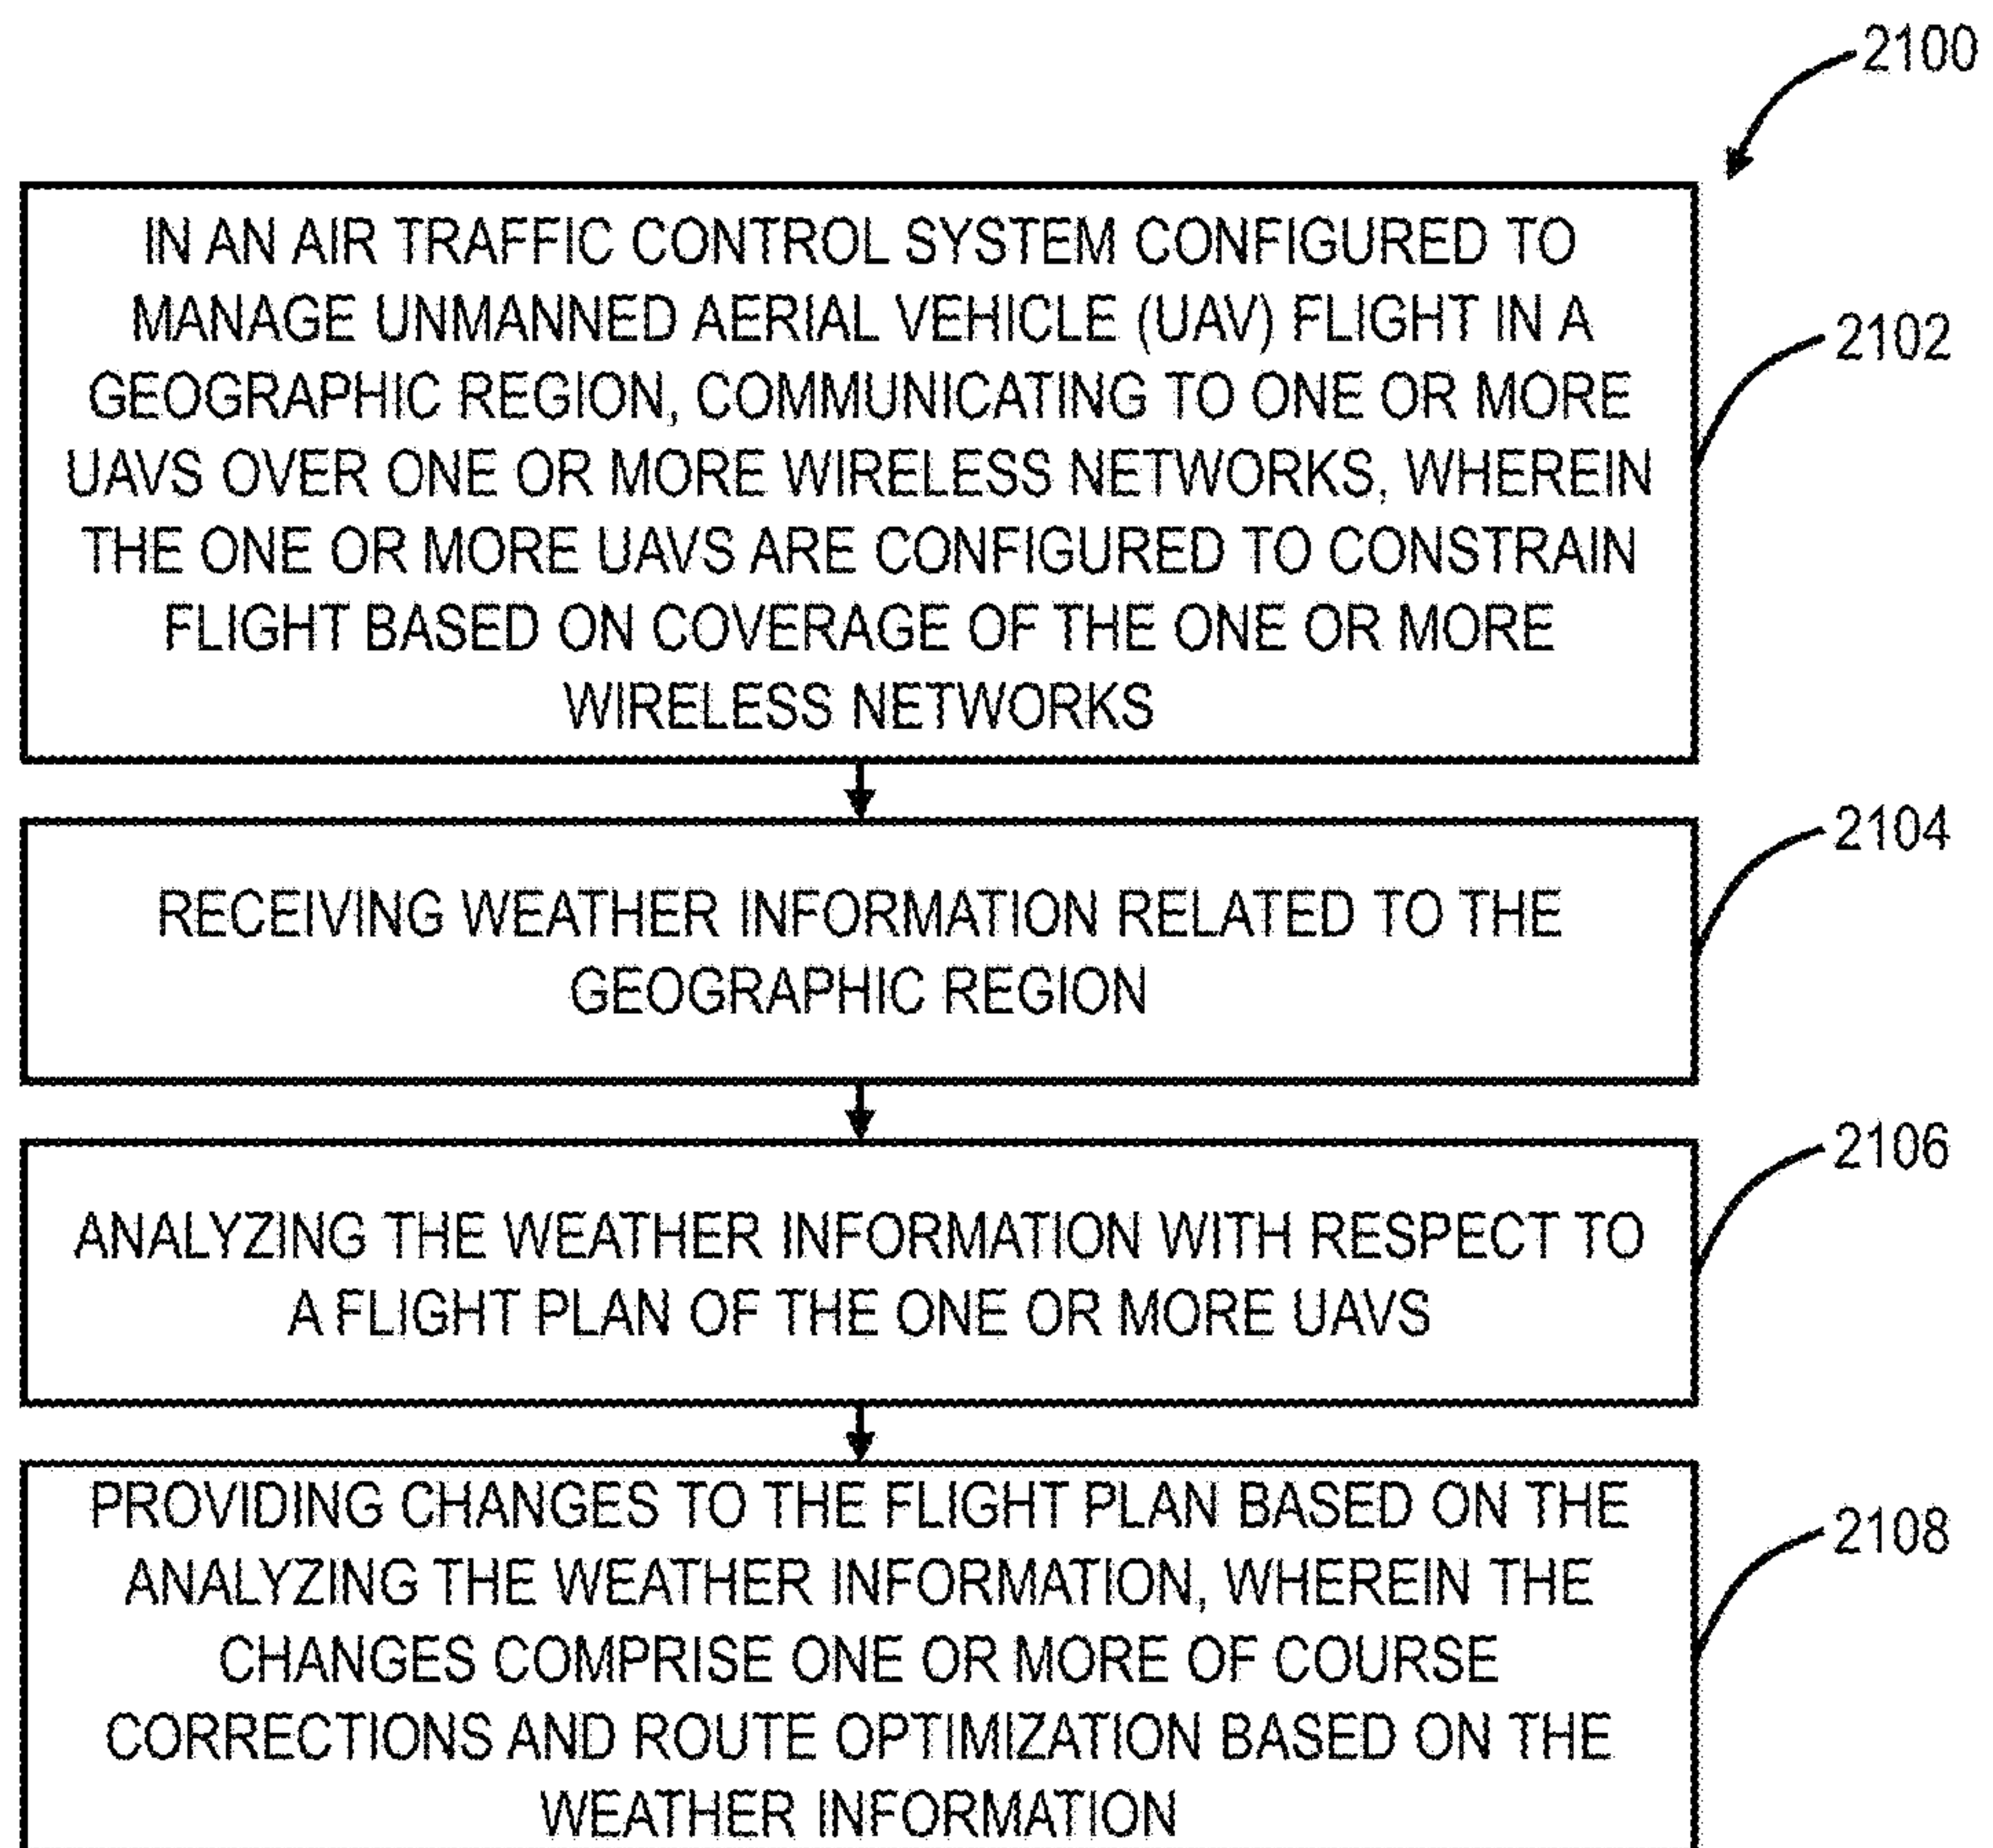 2100
IN AN AIR TRAFFIC CONTROL SYSTEM CONFIGURED TO
MANAGE UNMANNED AERIAL VEHICLE (UAV) FLIGHT IN A
GEOGRAPHIC REGION, COMMUNICATING TO ONE OR MORE
UAVS OVER ONE OR MORE WIRELESS NETWORKS, WHEREIN
THE ONE OR MORE UAVS ARE CONFIGURED TO CONSTRAIN
FLIGHT BASED ON COVERAGE OF THE ONE OR MORE
WIRELESS NETWORKS
2102
RECEIVING WEATHER INFORMATION RELATED TO THE
GEOGRAPHIC REGION
2104
ANALYZING THE WEATHER INFORMATION WITH RESPECT TO
A FLIGHT PLAN OF THE ONE OR MORE UAVS
2106
PROVIDING CHANGES TO THE FLIGHT PLAN BASED ON THE
ANALYZING THE WEATHER INFORMATION, WHEREIN THE
CHANGES COMPRISE ONE OR MORE OF COURSE
CORRECTIONS AND ROUTE OPTIMIZATION BASED ON THE
WEATHER INFORMATION
2108